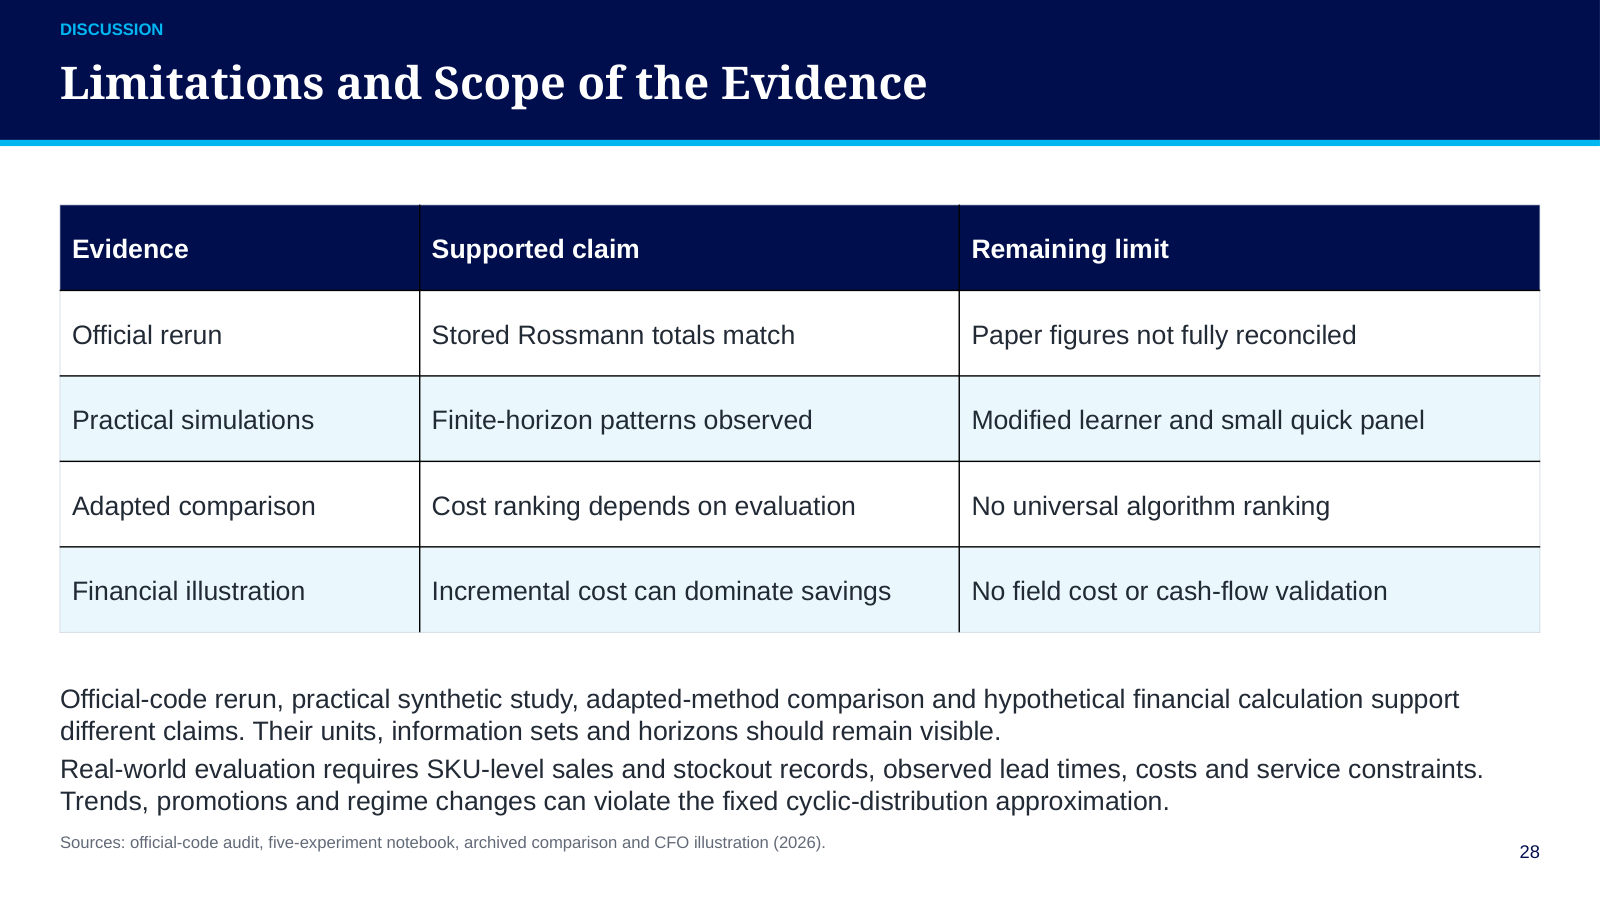 DISCUSSION
Limitations and Scope of the Evidence
Evidence
Supported claim
Remaining limit
Official rerun
Stored Rossmann totals match
Paper figures not fully reconciled
Practical simulations
Finite-horizon patterns observed
Modified learner and small quick panel
Adapted comparison
Cost ranking depends on evaluation
No universal algorithm ranking
Financial illustration
Incremental cost can dominate savings
No field cost or cash-flow validation
Official-code rerun, practical synthetic study, adapted-method comparison and hypothetical financial calculation support
different claims. Their units, information sets and horizons should remain visible.
Real-world evaluation requires SKU-level sales and stockout records, observed lead times, costs and service constraints.
Trends, promotions and regime changes can violate the fixed cyclic-distribution approximation.
Sources: official-code audit, five-experiment notebook, archived comparison and CFO illustration (2026).
28